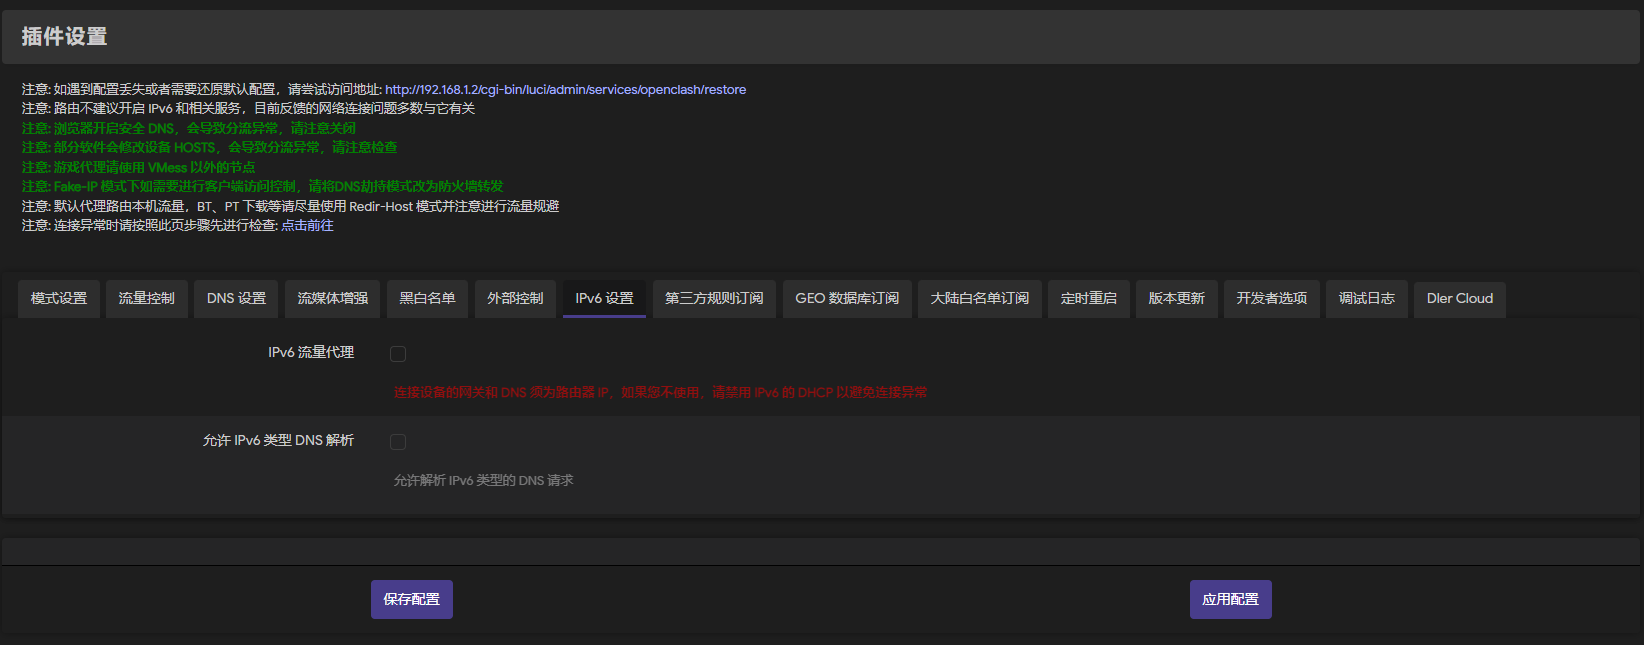 插件设置
注意: 如遇到配置丢失或者需要还原默认配置，请尝试访问地址: http://192.168.1.2/cgi-bin/luci/admin/services/openclash/restore
注意: 路由不建议开启 IPv6 和相关服务，目前反馈的网络连接问题多数与它有关
注意: 浏览器开启安全 DNS，会导致分流异常，请注意关闭
注意: 部分软件会修改设备 HOSTS，会导致分流异常，请注意检查
注意: 游戏代理请使用 VMess 以外的节点
注意: Fake-IP 模式下如需要进行客户端访问控制，请将DNS劫持模式改为防火墙转发
注意: 默认代理路由本机流量，BT、PT 下载等请尽量使用 Redir-Host 模式并注意进行流量规避
注意: 连接异常时请按照此页步骤先进行检查: 点击前往
模式设置 流量控制 DNS 设置 流媒体增强 黑白名单 外部控制 IPv6 设置 第三方规则订阅 GEO 数据库订阅 大陆白名单订阅 定时重启 版本更新 开发者选项 调试日志 Dler Cloud
IPv6 流量代理
连接设备的网关和 DNS 须为路由器 IP，如果您不使用，请禁用 IPv6 的 DHCP 以避免连接异常
允许 IPv6 类型 DNS 解析
允许解析 IPv6 类型的 DNS 请求
保存配置 应用配置